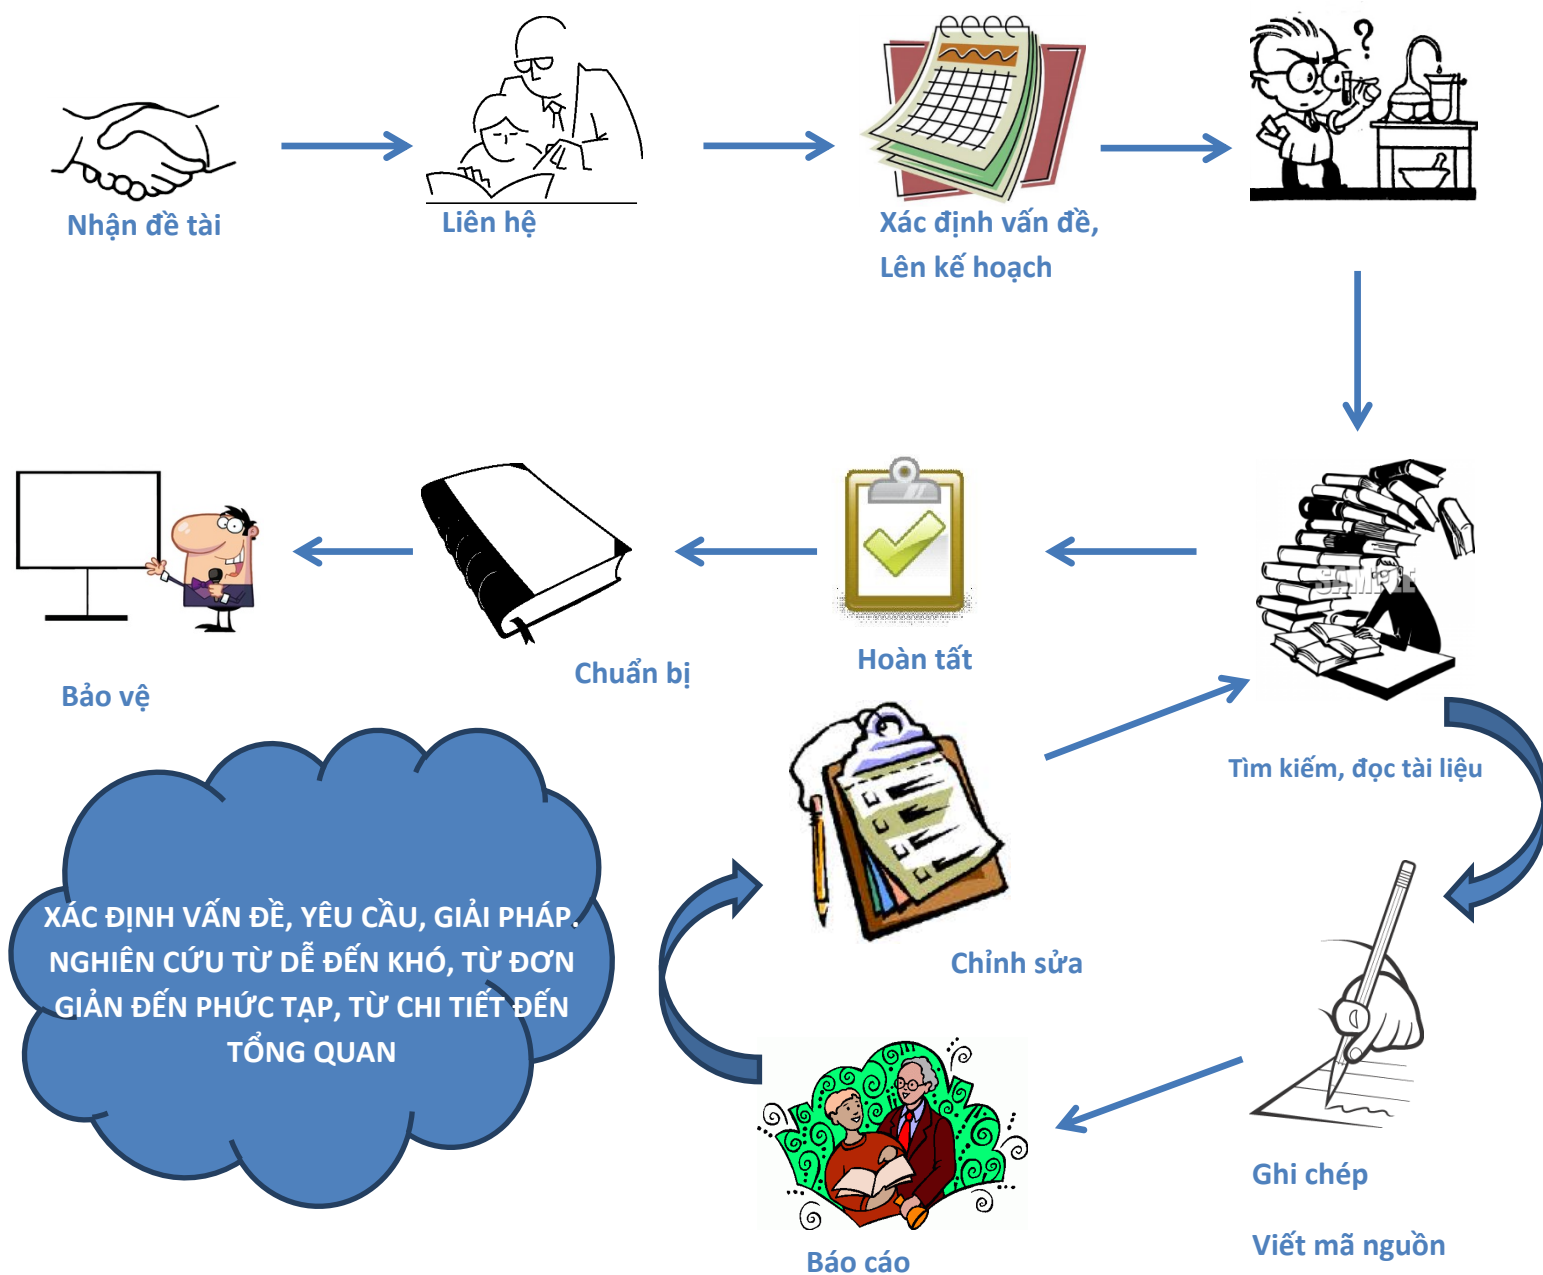 ?
Nhận đề tài
Liên hệ
Xác định vấn đề,
Lên kế hoạch
SAMPLE
Hoàn tất
Chuẩn bị
Bảo vệ
Tìm kiếm, đọc tài liệu
XÁC ĐỊNH VẤN ĐỀ, YÊU CẦU, GIẢI PHÁP.
NGHIÊN CỨU TỪ DỄ ĐẾN KHÓ, TỪ ĐƠN
GIẢN ĐẾN PHỨC TẠP, TỪ CHI TIẾT ĐẾN
TỔNG QUAN
Chỉnh sửa
Ghi chép
Viết mã nguồn
Báo cáo